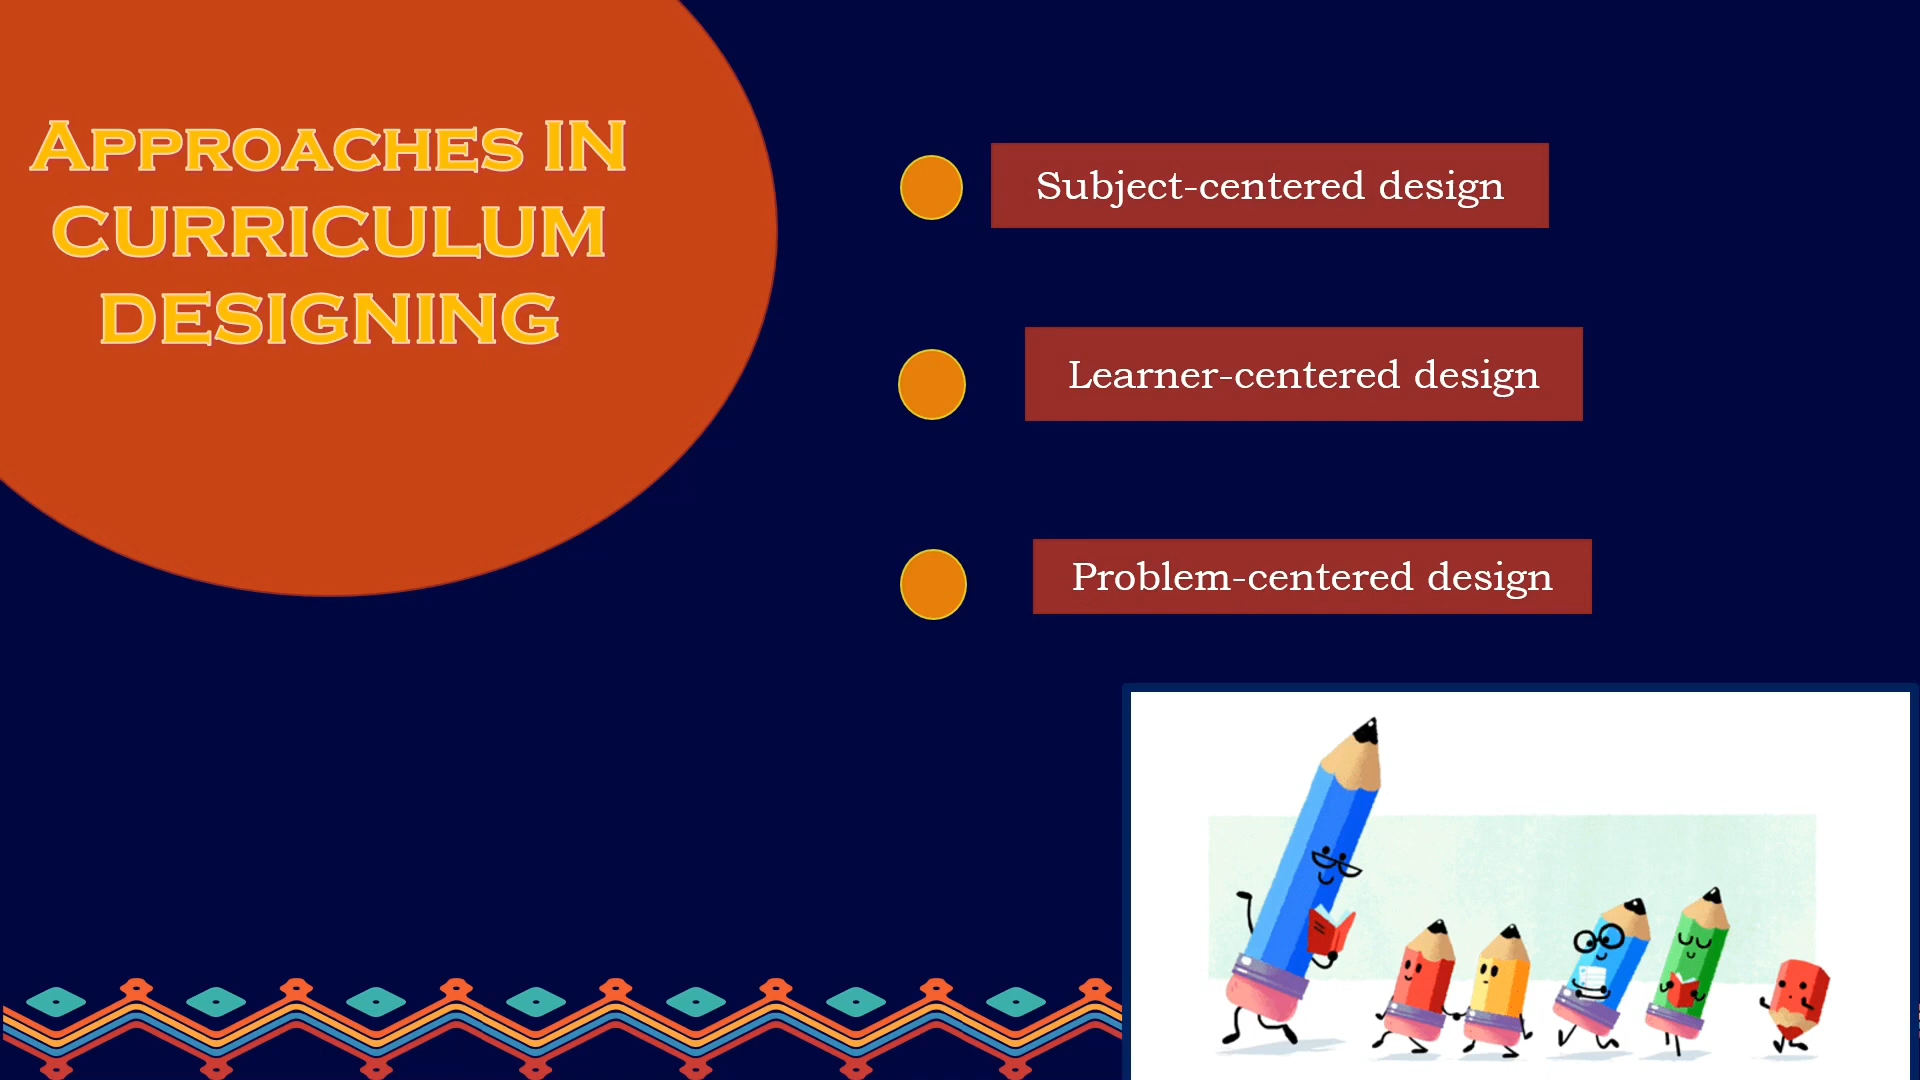 APPROACHES IN
CURRICULUM
DESIGNING
Subject-centered design
Learner-centered design
Problem-centered design